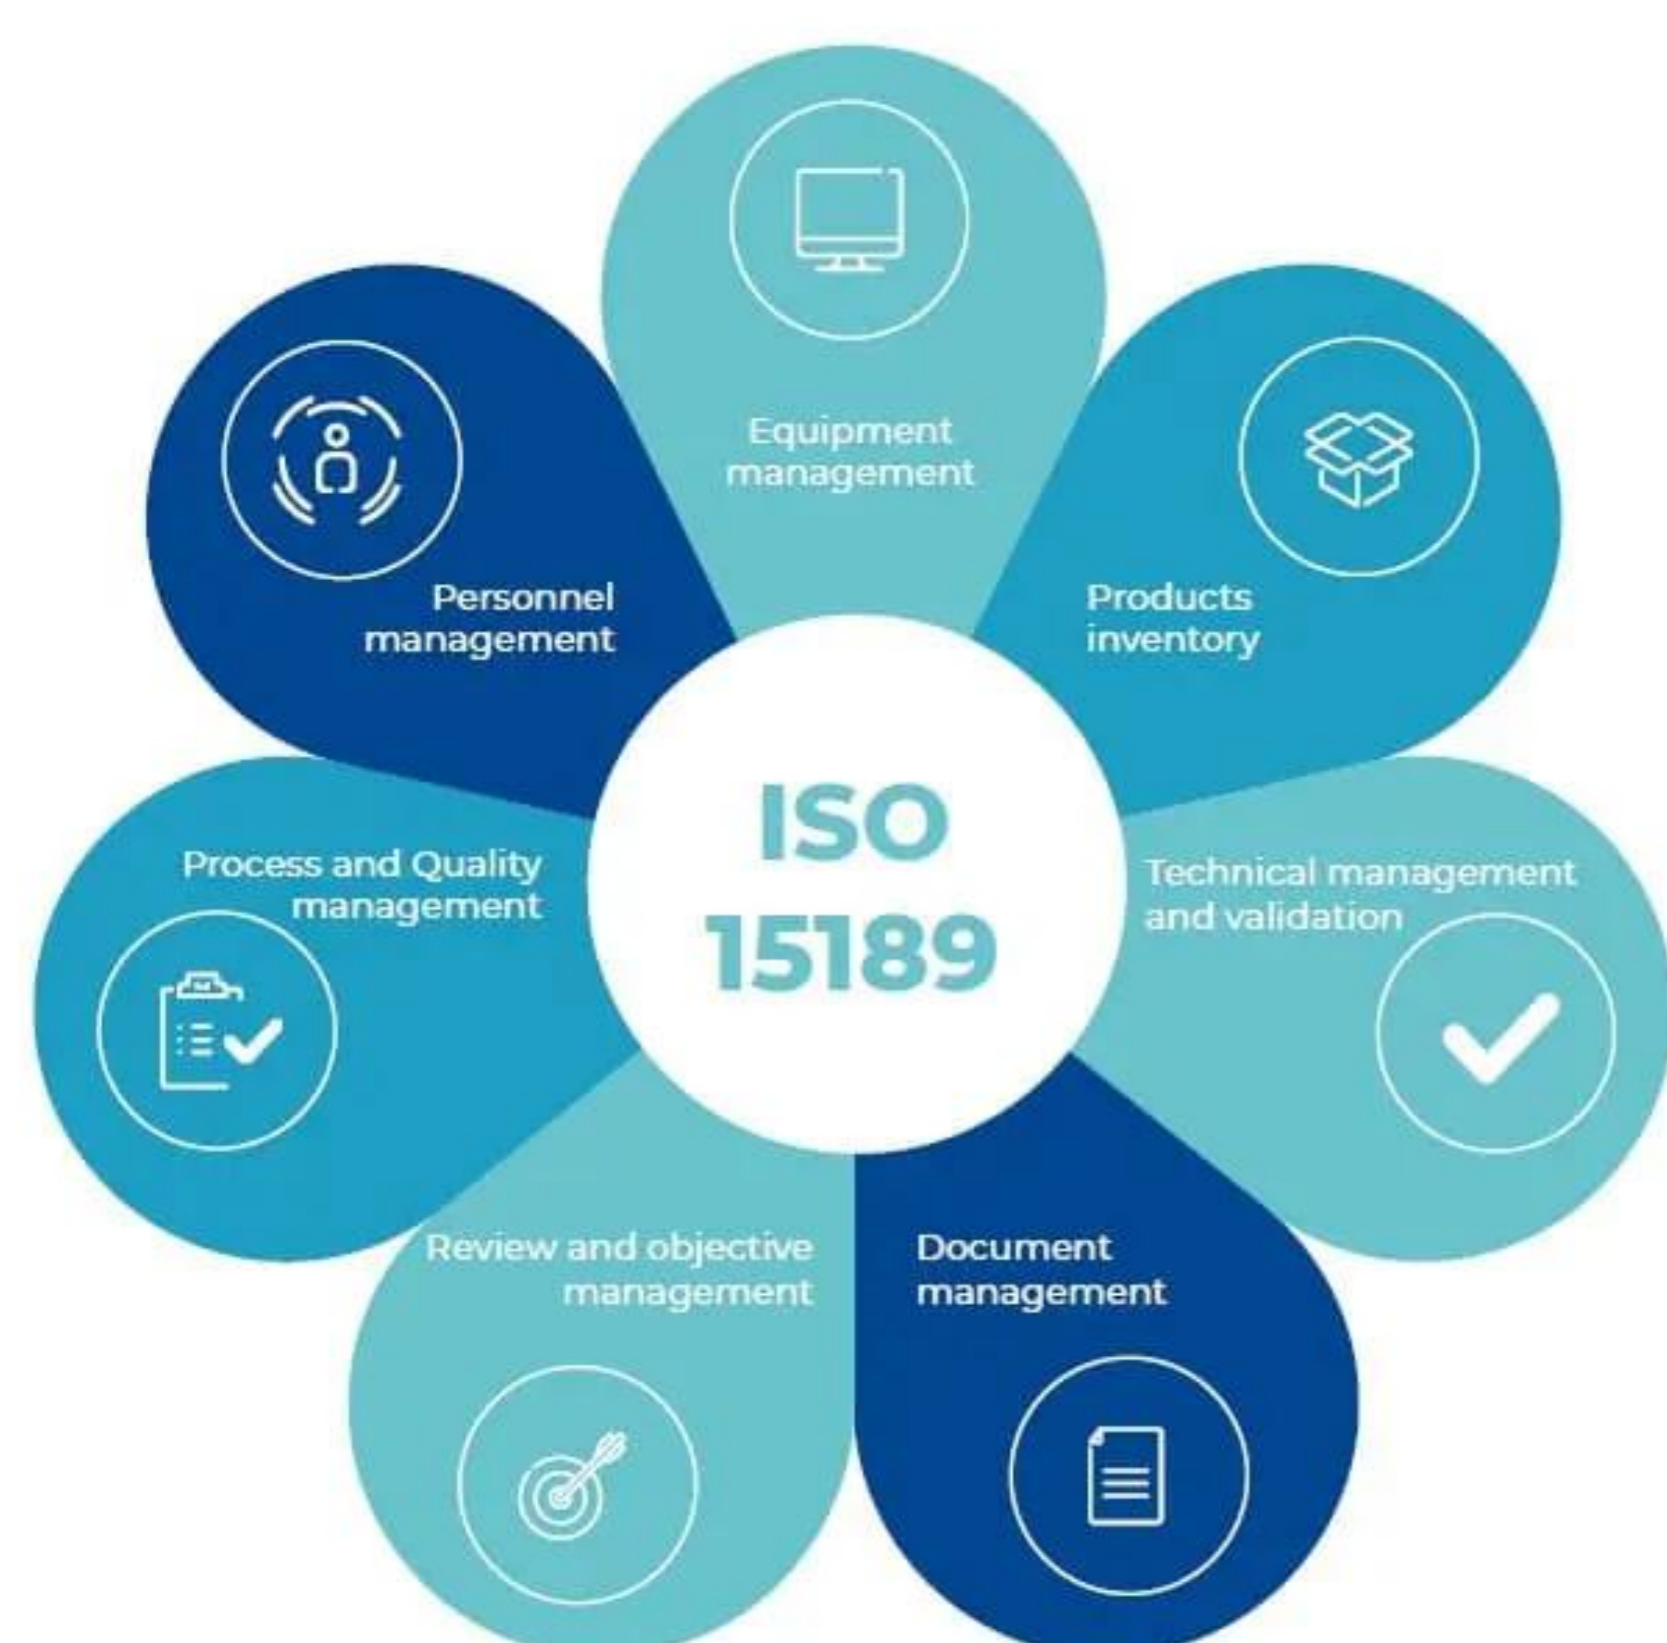 Equipment
management
Products
inventory
Technical management
and validation
Document
management
Review and objective
management
Process and Quality
management
Personnel
management
ISO
15189